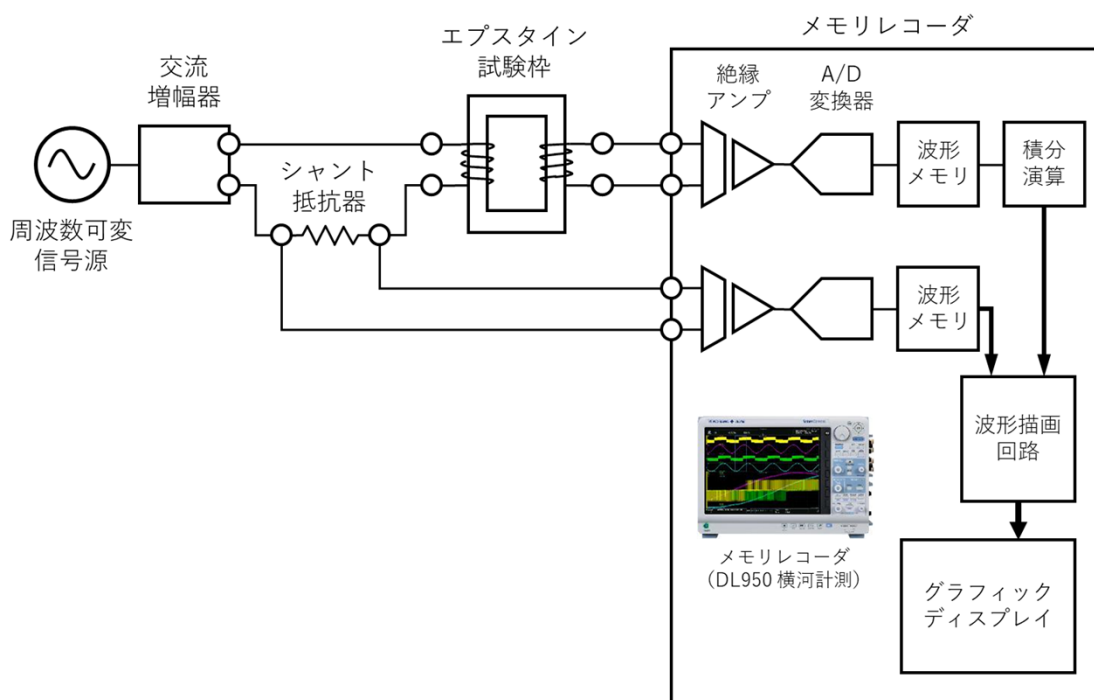 メモリレコーダ
エプスタイン
試験枠
交流
増幅器
絶縁
アンプ
A/D
変換器
シャント
抵抗器
波形
メモリ
積分
演算
周波数可変
信号源
波形
メモリ
波形描画
回路
メモリレコーダ
（DL950 横河計測）
グラフィック
ディスプレイ